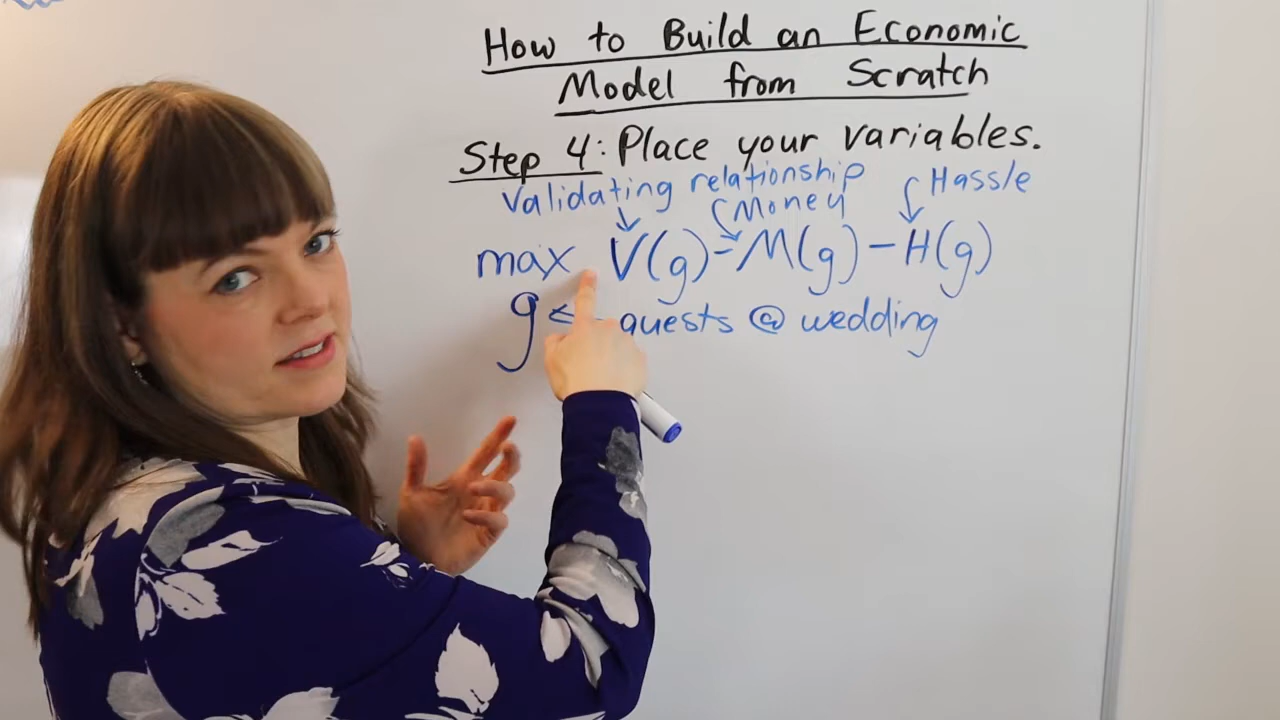 How to Build an Economic
Model from Scratch
Step 4: Place your variables.
Validating relationship
Money
Hassle
max V(g) - M(g) - H(g)
g ← guests @ wedding